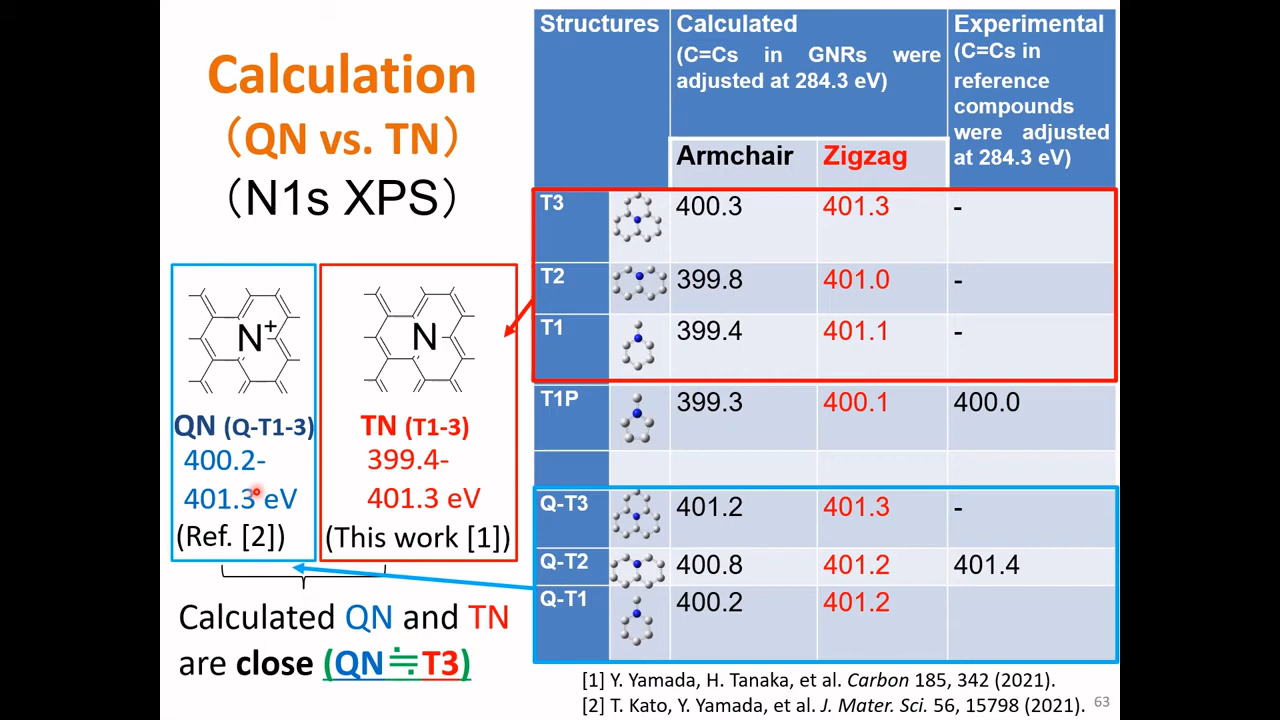 Calculation
(QN vs. TN)
(N1s XPS)
N⁺
N
QN (Q-T1-3)
400.2-
401.3 eV
(Ref. [2])
TN (T1-3)
399.4-
401.3 eV
(This work [1])
Calculated QN and TN
are close (QN≒T3)
Structures
Calculated
(C=Cs in GNRs were
adjusted at 284.3 eV)
Experimental
(C=Cs in
reference
compounds
were adjusted
at 284.3 eV)
Armchair Zigzag
T3 400.3 401.3 -
T2 399.8 401.0 -
T1 399.4 401.1 -
T1P 399.3 400.1 400.0
Q-T3 401.2 401.3 -
Q-T2 400.8 401.2 401.4
Q-T1 400.2 401.2
[1] Y. Yamada, H. Tanaka, et al. Carbon 185, 342 (2021).
[2] T. Kato, Y. Yamada, et al. J. Mater. Sci. 56, 15798 (2021).
63